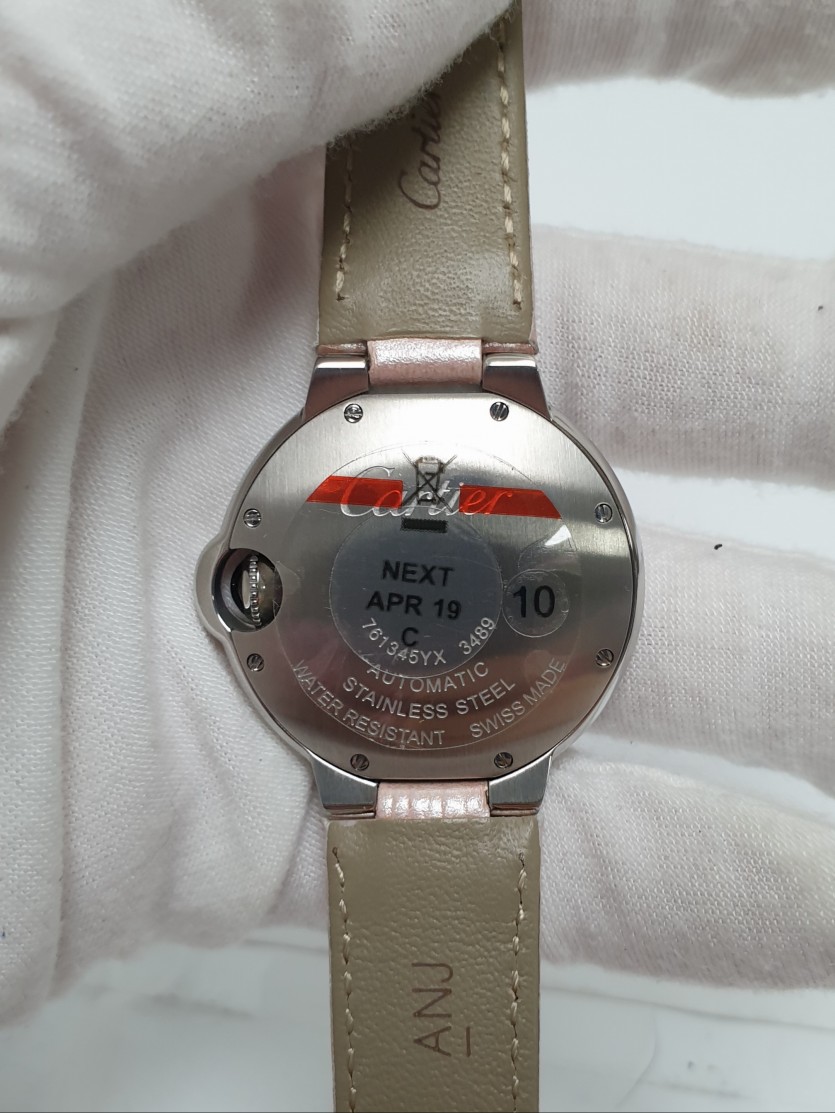 Cartier
Cartier
NEXT
APR 19
C
10
761345YX 3489
AUTOMATIC
STAINLESS STEEL
WATER RESISTANT SWISS MADE
ANJ